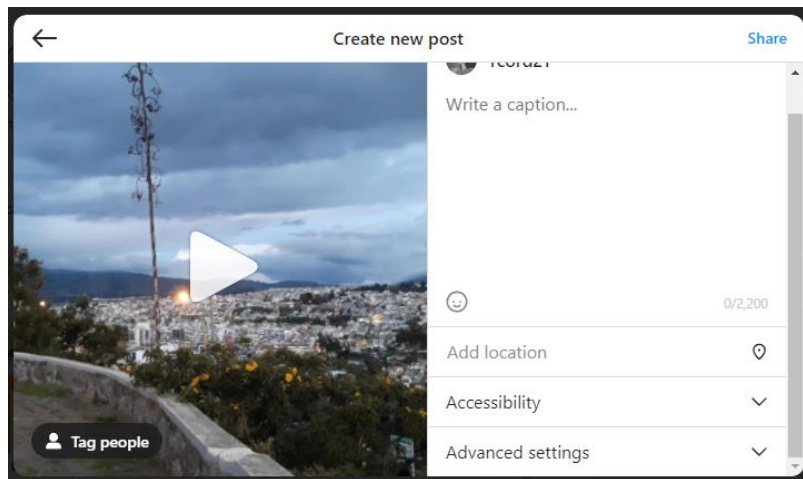 Create new post
Share
Write a caption...
0/2,200
Add location
Accessibility
Advanced settings
Tag people